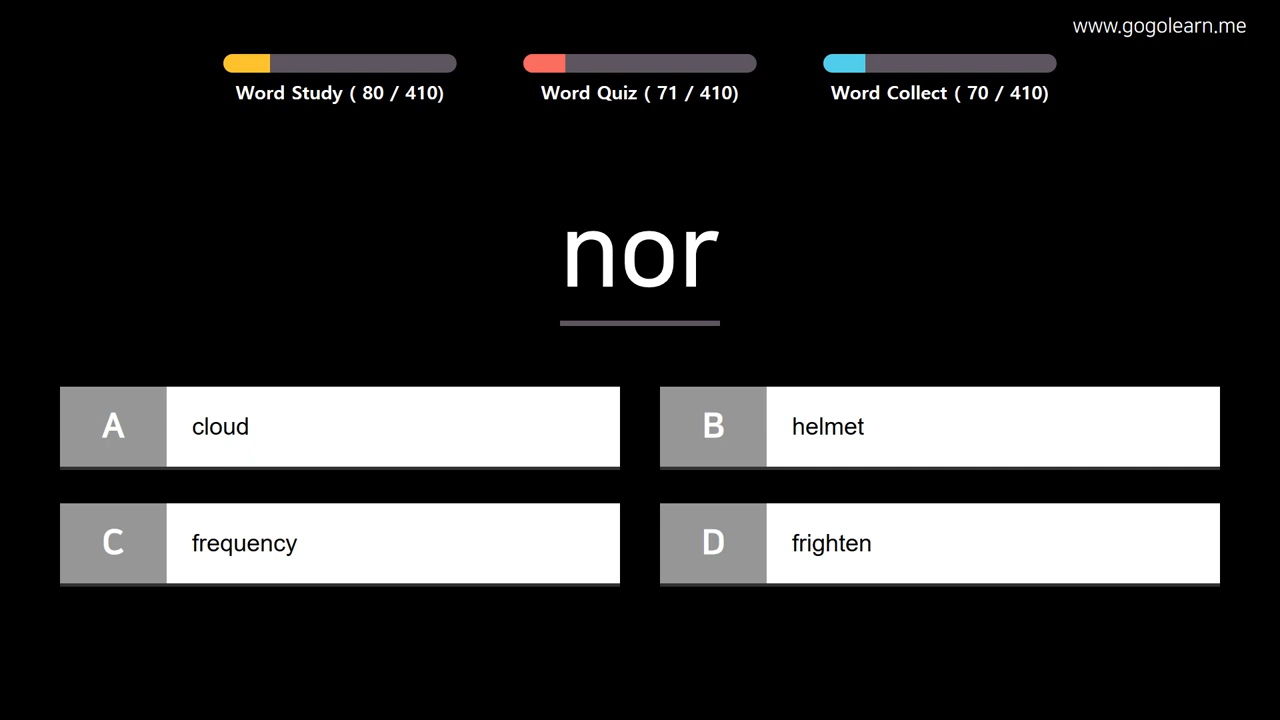 www.gogolearn.me
Word Study ( 80 / 410)
Word Quiz ( 71 / 410)
Word Collect ( 70 / 410)
nor
A cloud
B helmet
C frequency
D frighten